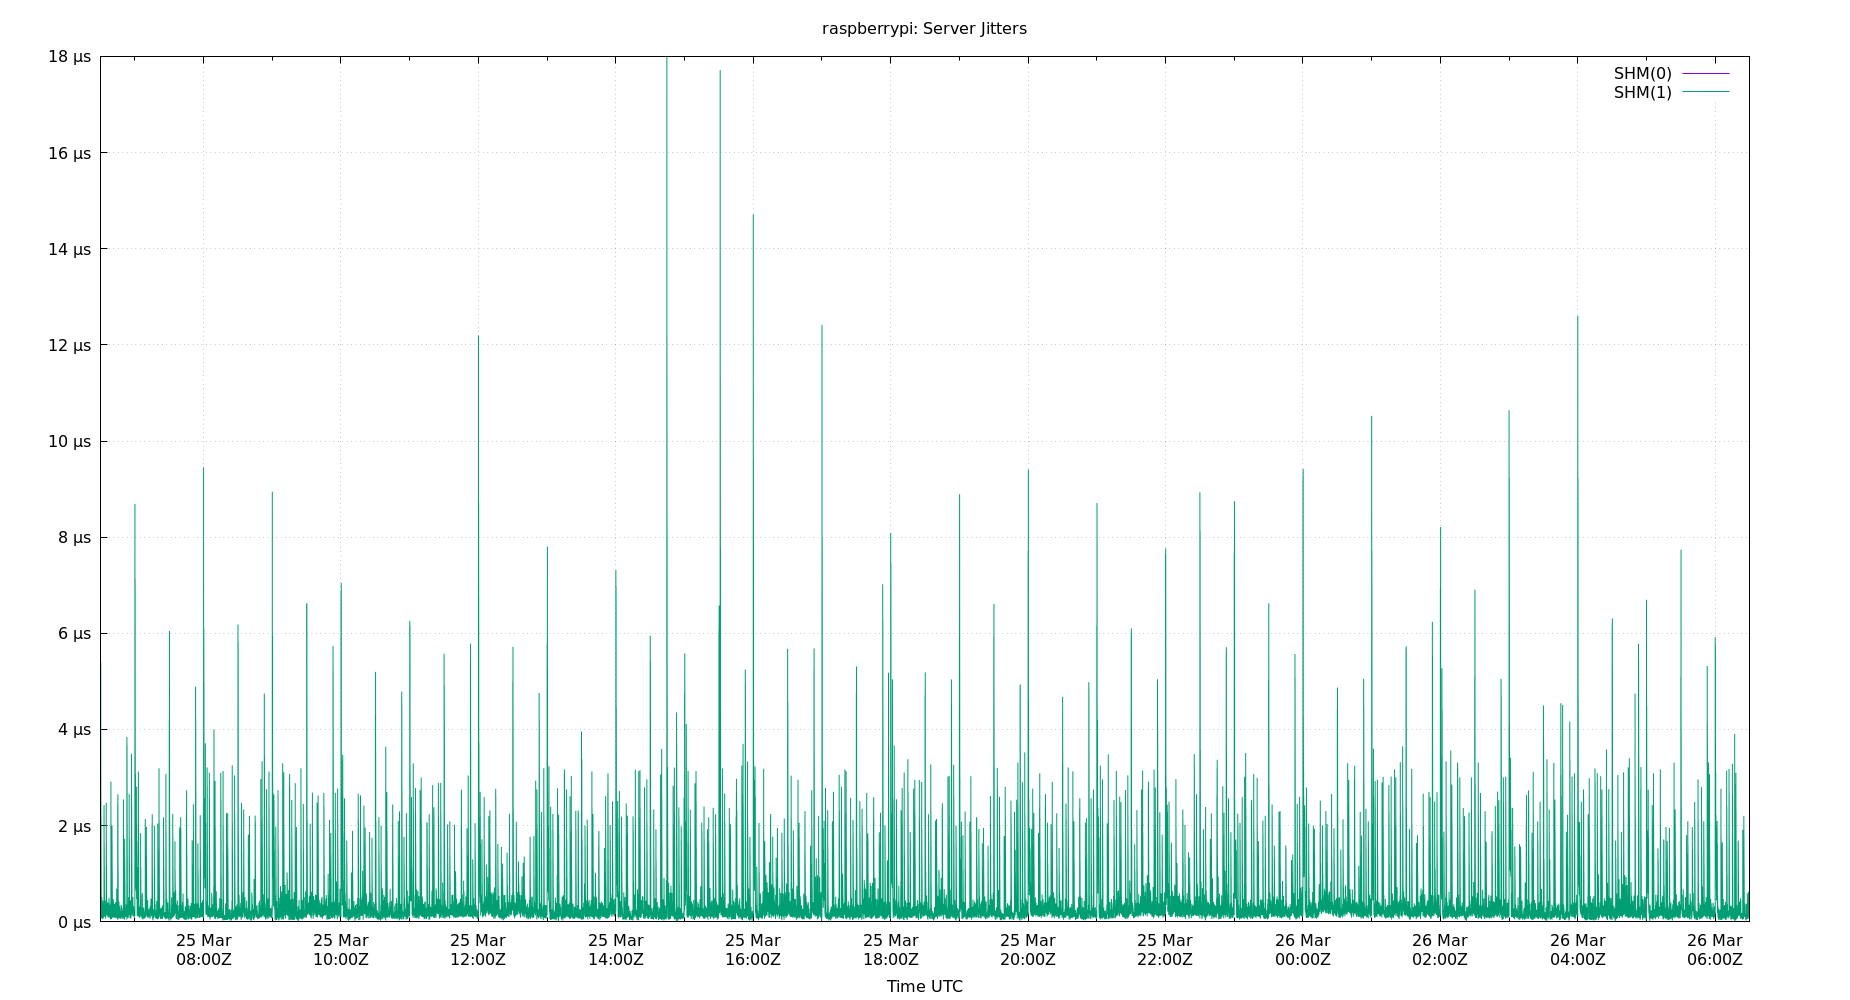 raspberrypi: Server Jitters
SHM(0)
SHM(1)
18 µs
16 µs
14 µs
12 µs
10 µs
8 µs
6 µs
4 µs
2 µs
0 µs
25 Mar 25 Mar 25 Mar 25 Mar 25 Mar 25 Mar 25 Mar 25 Mar 26 Mar 26 Mar 26 Mar 26 Mar
08:00Z 10:00Z 12:00Z 14:00Z 16:00Z 18:00Z 20:00Z 22:00Z 00:00Z 02:00Z 04:00Z 06:00Z
Time UTC